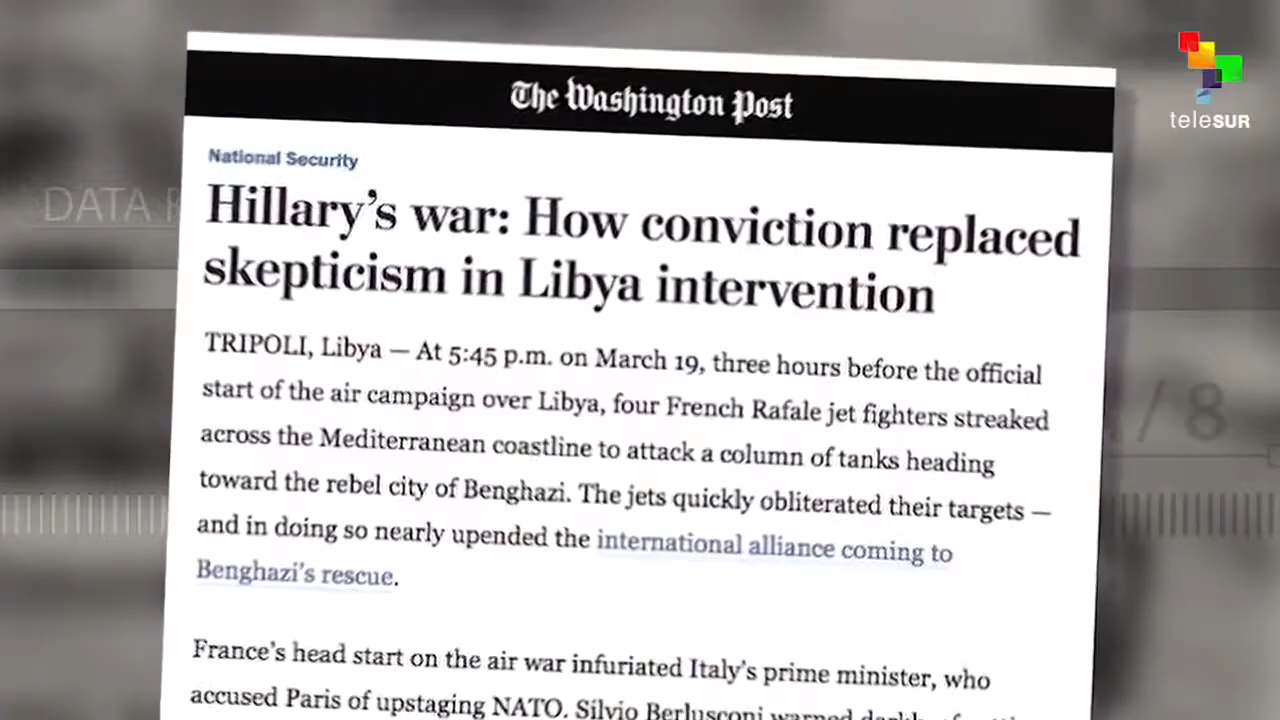 The Washington Post
teleSUR
National Security
Hillary's war: How conviction replaced
skepticism in Libya intervention
DATA
TRIPOLI, Libya — At 5:45 p.m. on March 19, three hours before the official
start of the air campaign over Libya, four French Rafale jet fighters streaked
across the Mediterranean coastline to attack a column of tanks heading
toward the rebel city of Benghazi. The jets quickly obliterated their targets —
and in doing so nearly upended the international alliance coming to
Benghazi's rescue.
/ 8
France's head start on the air war infuriated Italy's prime minister, who
accused Paris of upstaging NATO. Silvio Berlusconi warned